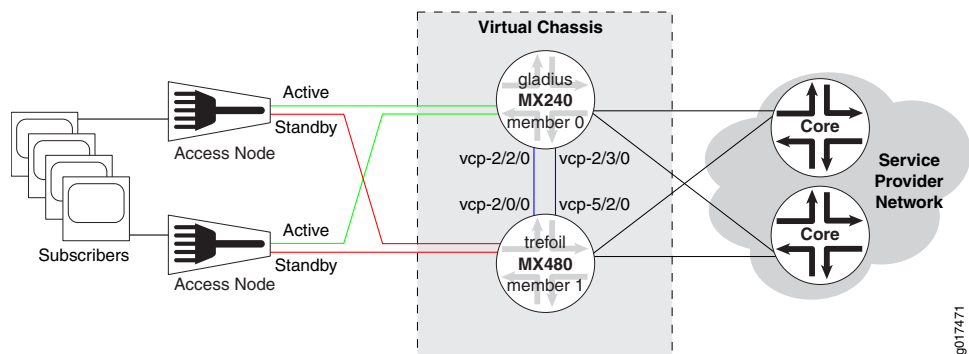 Virtual Chassis
gladius
MX240
member 0
Active
Standby
Access Node
Core
vcp-2/2/0
vcp-2/3/0
Service
Provider
Network
vcp-2/0/0
vcp-5/2/0
Active
Standby
Access Node
Subscribers
trefoil
MX480
member 1
Core
g017471